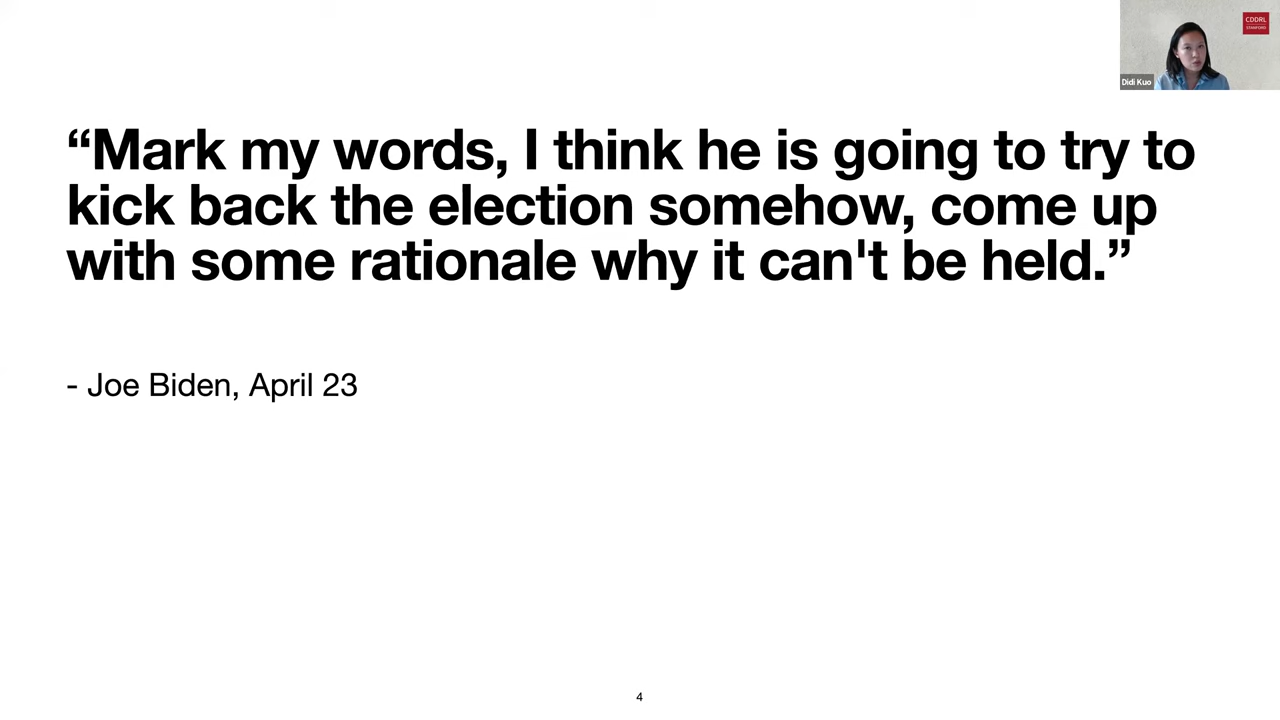 CDDRL
STANFORD
Didi Kuo
“Mark my words, I think he is going to try to
kick back the election somehow, come up
with some rationale why it can't be held.”
- Joe Biden, April 23
4